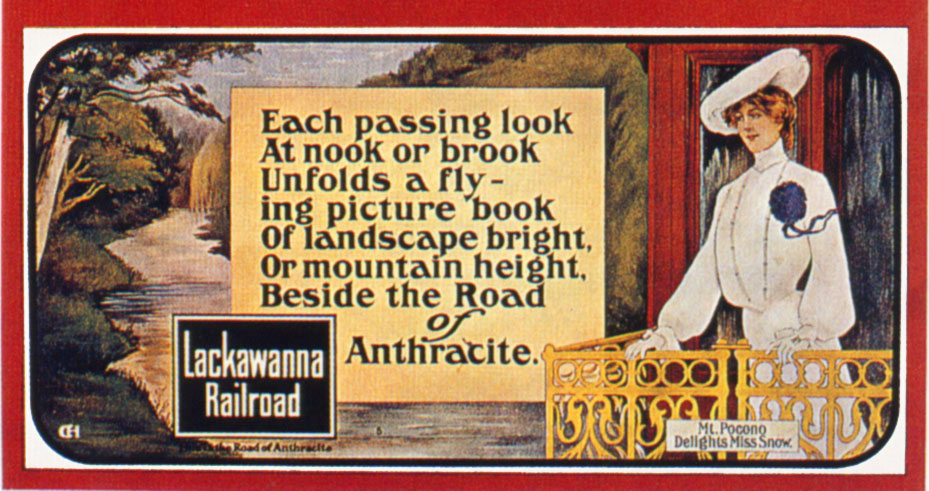 Each passing look
At nook or brook
Unfolds a fly-
ing picture book
Of landscape bright,
Or mountain height,
Beside the Road
of
Anthracite.
Lackawanna
Railroad
the Road of Anthracite
Mt. Pocono
Delights Miss Snow.